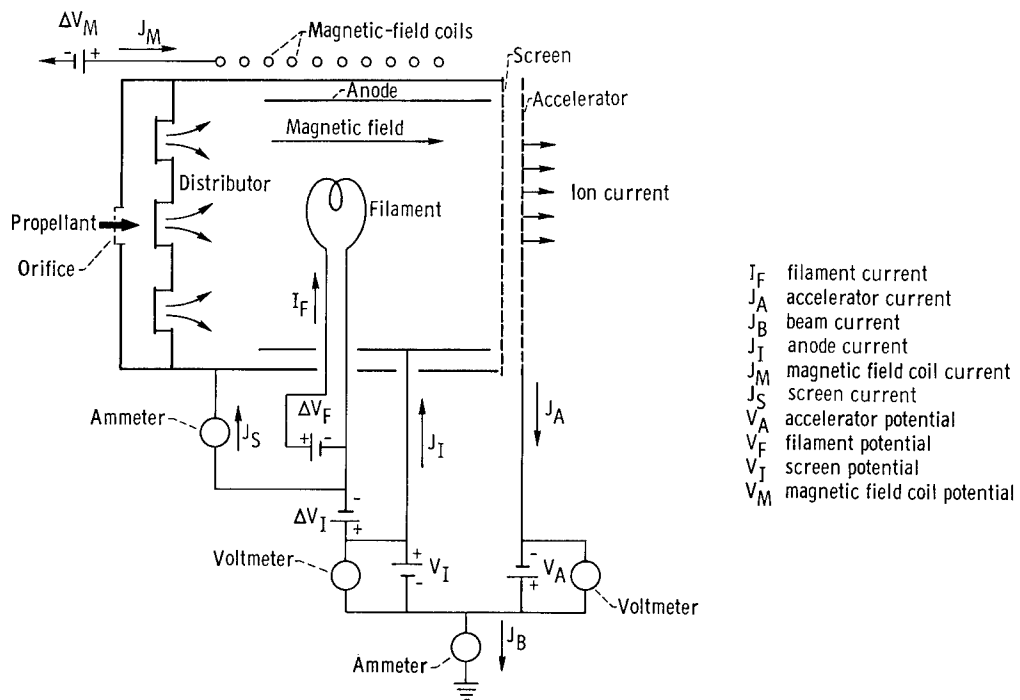 ΔV_M
- +
J_M
Magnetic-field coils
Screen
Anode
Accelerator
Magnetic field
Distributor
Filament
Ion current
Propellant
Orifice
I_F
Ammeter
J_S
ΔV_F
+ -
J_I
J_A
-
ΔV_I
+
Voltmeter
+
V_I
-
-
V_A
+
Voltmeter
J_B
Ammeter
I_F filament current
J_A accelerator current
J_B beam current
J_I anode current
J_M magnetic field coil current
J_S screen current
V_A accelerator potential
V_F filament potential
V_I screen potential
V_M magnetic field coil potential